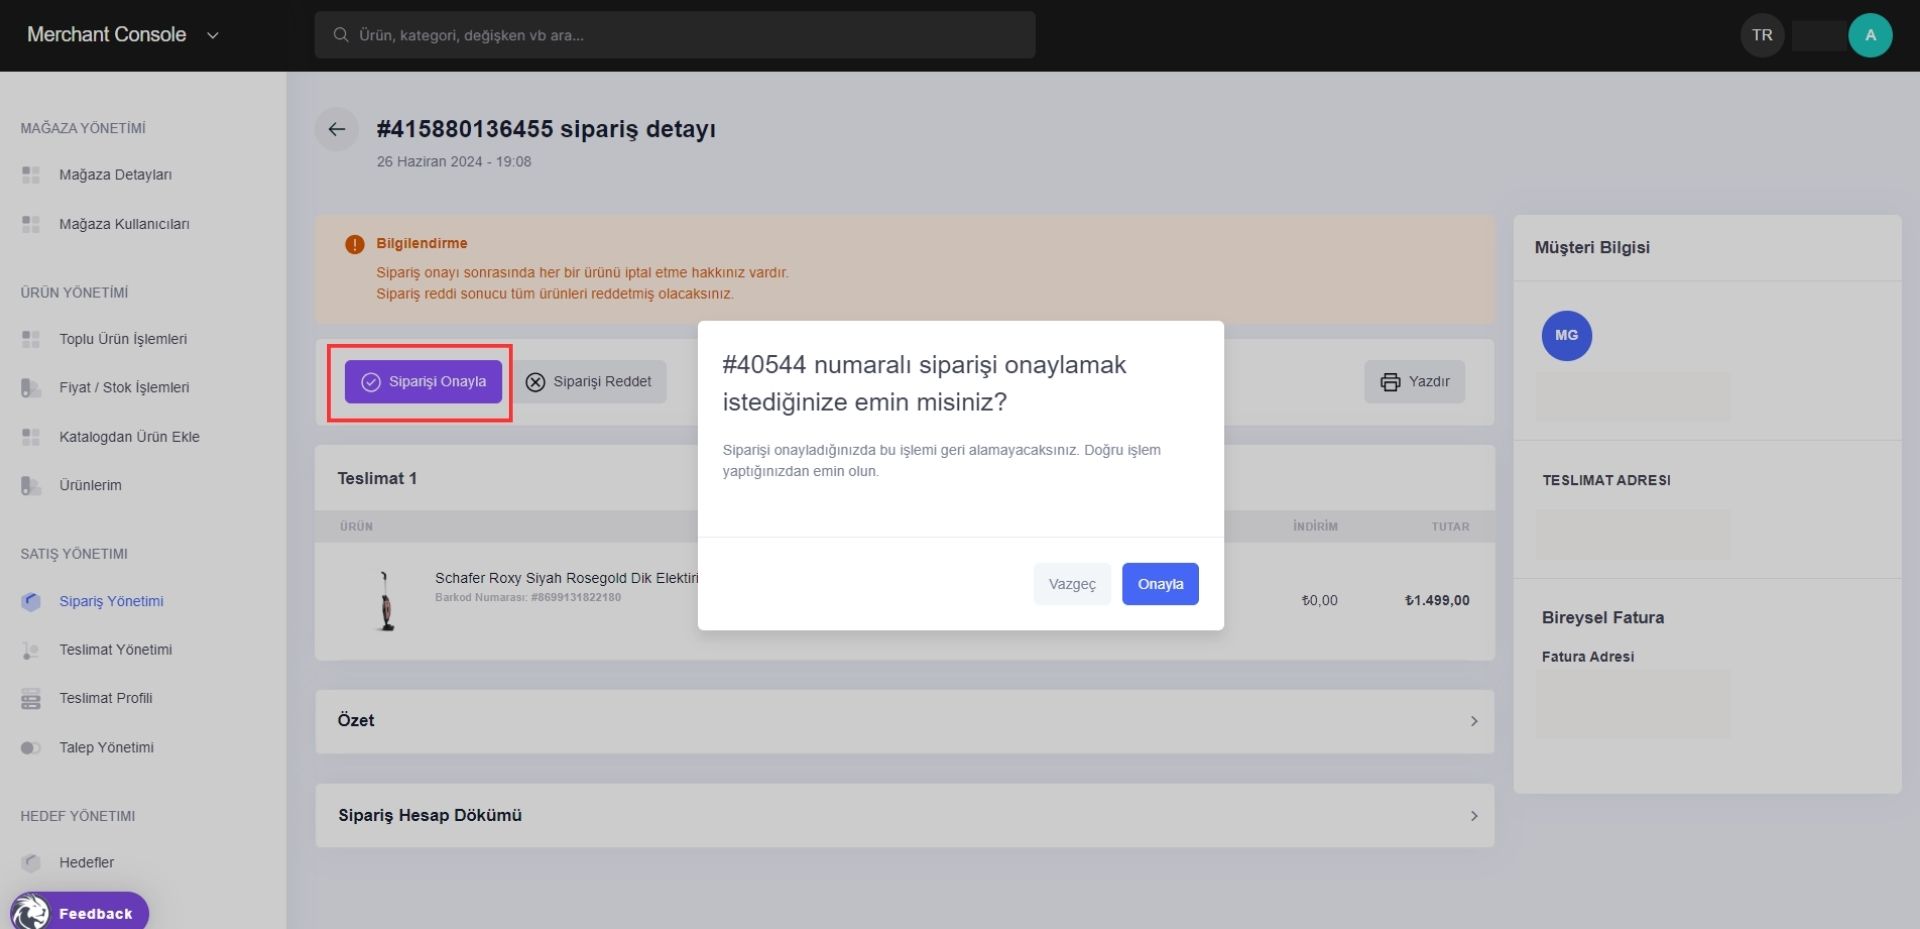 Merchant Console
Ürün, kategori, değişken vb ara...
TR
A
MAĞAZA YÖNETİMİ
Mağaza Detayları
Mağaza Kullanıcıları
ÜRÜN YÖNETİMİ
Toplu Ürün İşlemleri
Fiyat / Stok İşlemleri
Katalogdan Ürün Ekle
Ürünlerim
SATIŞ YÖNETIMI
Sipariş Yönetimi
Teslimat Yönetimi
Teslimat Profili
Talep Yönetimi
HEDEF YÖNETIMI
Hedefler
Feedback
#415880136455 sipariş detayı
26 Haziran 2024 - 19:08
Bilgilendirme
Sipariş onayı sonrasında her bir ürünü iptal etme hakkınız vardır.
Sipariş reddi sonucu tüm ürünleri reddetmiş olacaksınız.
Siparişi Onayla
Siparişi Reddet
Yazdır
#40544 numaralı siparişi onaylamak
istediğinize emin misiniz?
Siparişi onayladığınızda bu işlemi geri alamayacaksınız. Doğru işlem
yaptığınızdan emin olun.
Vazgeç
Onayla
Teslimat 1
ÜRÜN
İNDİRİM
TUTAR
Schafer Roxy Siyah Rosegold Dik Elektiri
Barkod Numarası: #8699131822180
₺0,00
₺1.499,00
Özet
Sipariş Hesap Dökümü
Müşteri Bilgisi
MG
TESLIMAT ADRESI
Bireysel Fatura
Fatura Adresi